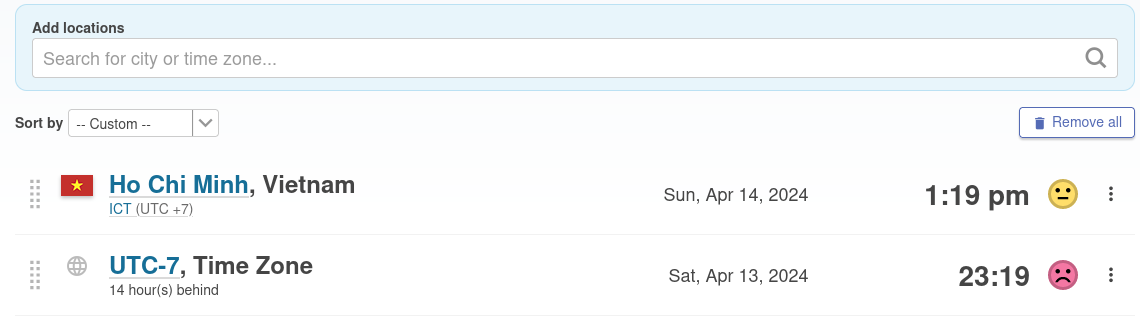 Add locations
Search for city or time zone...
Sort by -- Custom -- Remove all
Ho Chi Minh, Vietnam Sun, Apr 14, 2024 1:19 pm
ICT (UTC +7)
UTC-7, Time Zone Sat, Apr 13, 2024 23:19
14 hour(s) behind